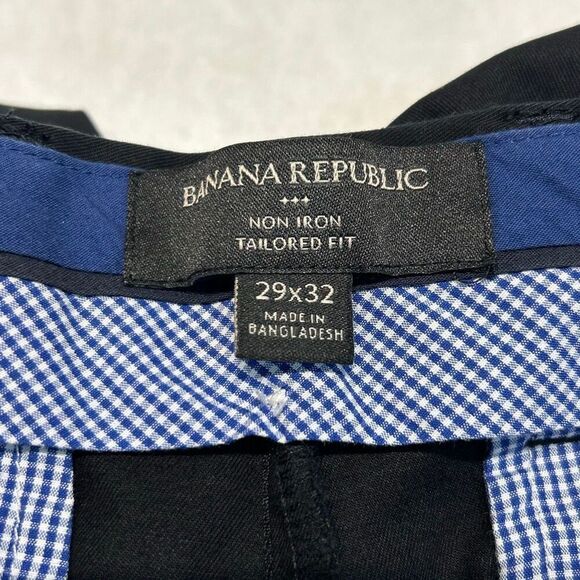 BANANA REPUBLIC
NON IRON
TAILORED FIT
29x32
MADE IN
BANGLADESH